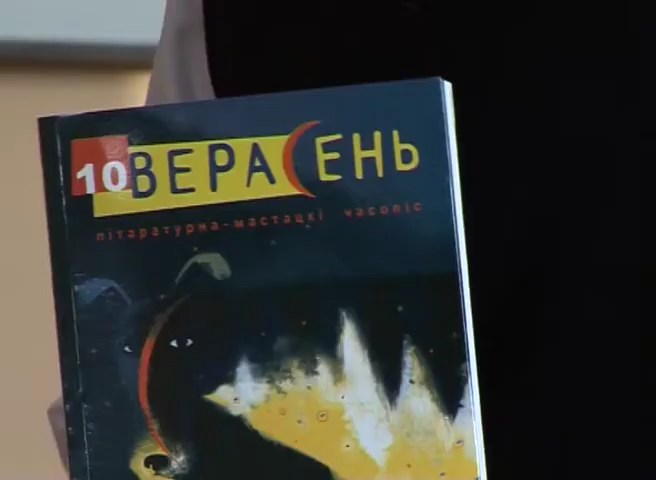 10 ВЕРАСЕНЬ
літаратурна-мастацкі часопіс